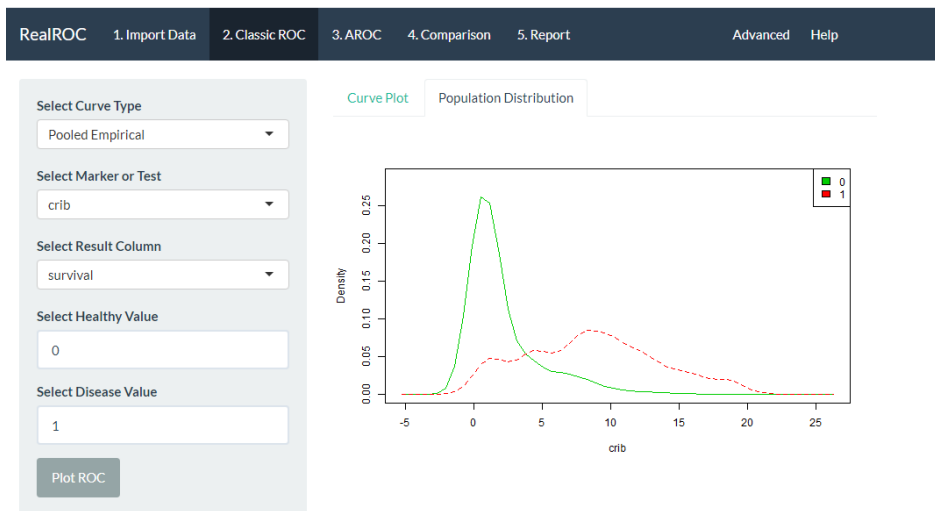 RealROC 1. Import Data 2. Classic ROC 3. AROC 4. Comparison 5. Report Advanced Help
Select Curve Type
Pooled Empirical
Select Marker or Test
crib
Select Result Column
survival
Select Healthy Value
0
Select Disease Value
1
Plot ROC
Curve Plot Population Distribution
0
1
Density
0.25
0.20
0.15
0.10
0.05
0.00
-5 0 5 10 15 20 25
crib